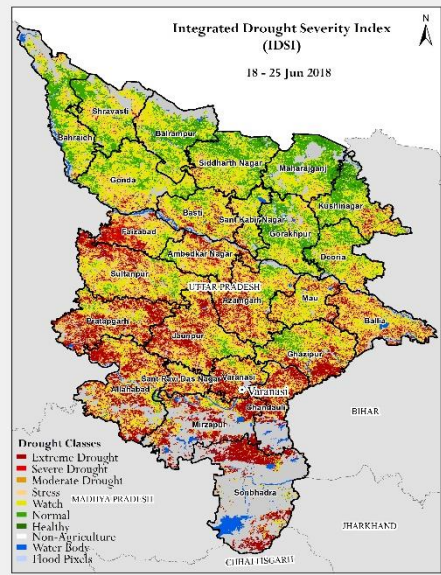 Integrated Drought Severity Index
(IDSI)
N
18 - 25 Jun 2018
Shravasti
Bahraich
Balrampur
Siddharth Nagar
Maharajganj
Gonda
Kushinagar
Basti
Sant Kabir Nagar
Gorakhpur
Faizabad
Deoria
Ambedkar Nagar
Sultanpur
UTTAR PRADESH
Azamgarh
Mau
Ballia
Pratapgarh
Jaunpur
Ghazipur
Sant Ravi Das Nagar
Varanasi
Varanasi
Allahabad
Chandauli
Mirzapur
BIHAR
Drought Classes
Extreme Drought
Severe Drought
Moderate Drought
Stress
Watch
Normal
Healthy
Non-Agriculture
Water Body
Flood Pixels
MADHYA PRADESH
Sonbhadra
JHARKHAND
CHHATTISGARH